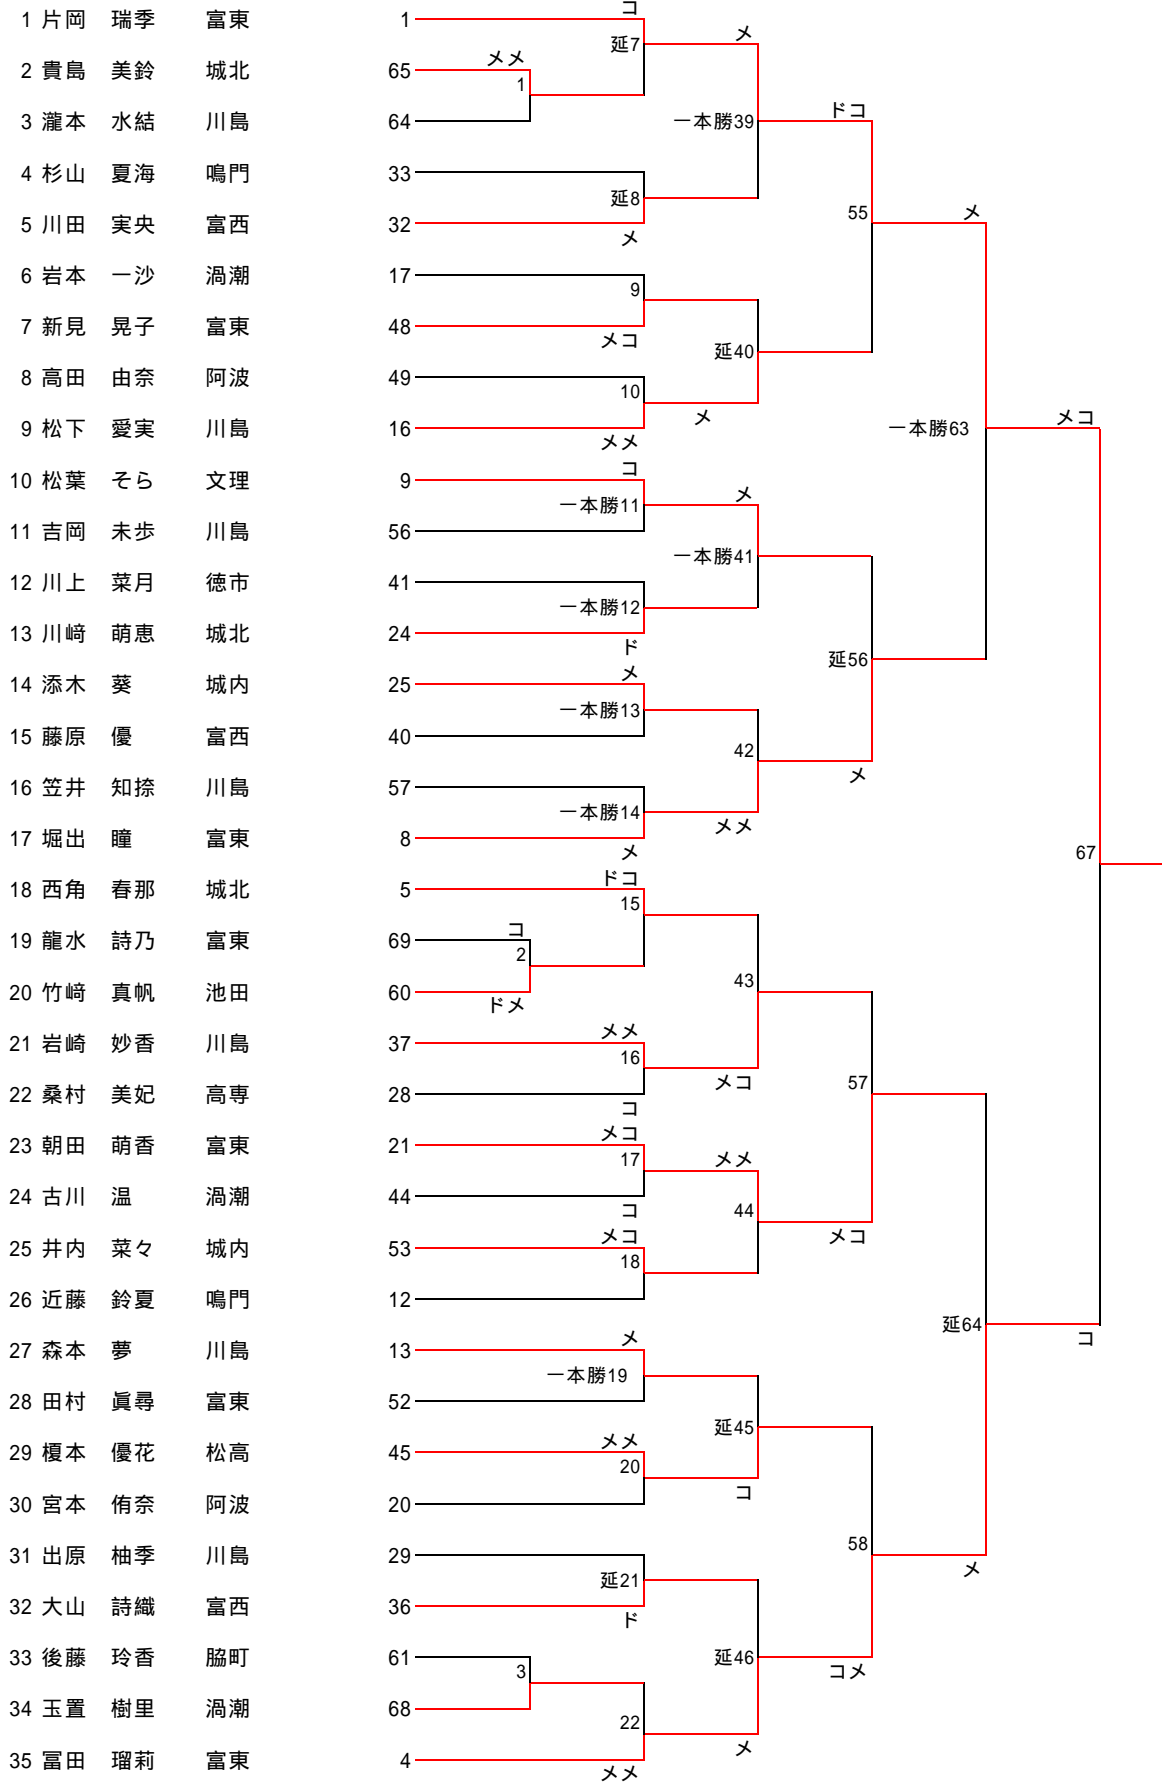 コ
1 片岡 瑞季 富東 1
メ
延7
メメ
2 貴島 美鈴 城北 65
1
ドコ
3 瀧本 水結 川島 64
一本勝39
4 杉山 夏海 鳴門 33
延8
55
メ
5 川田 実央 富西 32
メ
6 岩本 一沙 渦潮 17
9
7 新見 晃子 富東 48
メコ
延40
8 高田 由奈 阿波 49
10
メ
メコ
9 松下 愛実 川島 16
一本勝63
メメ
コ
10 松葉 そら 文理 9
メ
一本勝11
11 吉岡 未歩 川島 56
一本勝41
12 川上 菜月 徳市 41
一本勝12
13 川﨑 萌恵 城北 24
ド
延56
メ
14 添木 葵 城内 25
一本勝13
15 藤原 優 富西 40
42
メ
16 笠井 知捺 川島 57
一本勝14
メメ
17 堀出 瞳 富東 8
メ
67
ドコ
18 西角 春那 城北 5
15
コ
19 龍水 詩乃 富東 69
2
43
20 竹﨑 真帆 池田 60
ドメ
メメ
21 岩崎 妙香 川島 37
16
メコ
57
22 桑村 美妃 高専 28
コ
メコ
23 朝田 萌香 富東 21
17
メメ
24 古川 温 渦潮 44
コ
44
メコ
メコ
25 井内 菜々 城内 53
18
26 近藤 鈴夏 鳴門 12
延64
コ
メ
27 森本 夢 川島 13
一本勝19
28 田村 眞尋 富東 52
延45
メメ
29 榎本 優花 松高 45
20
コ
30 宮本 侑奈 阿波 20
58
31 出原 柚季 川島 29
メ
延21
32 大山 詩織 富西 36
ド
33 後藤 玲香 脇町 61
延46
3
コメ
34 玉置 樹里 渦潮 68
22
メ
35 冨田 瑠莉 富東 4
メメ